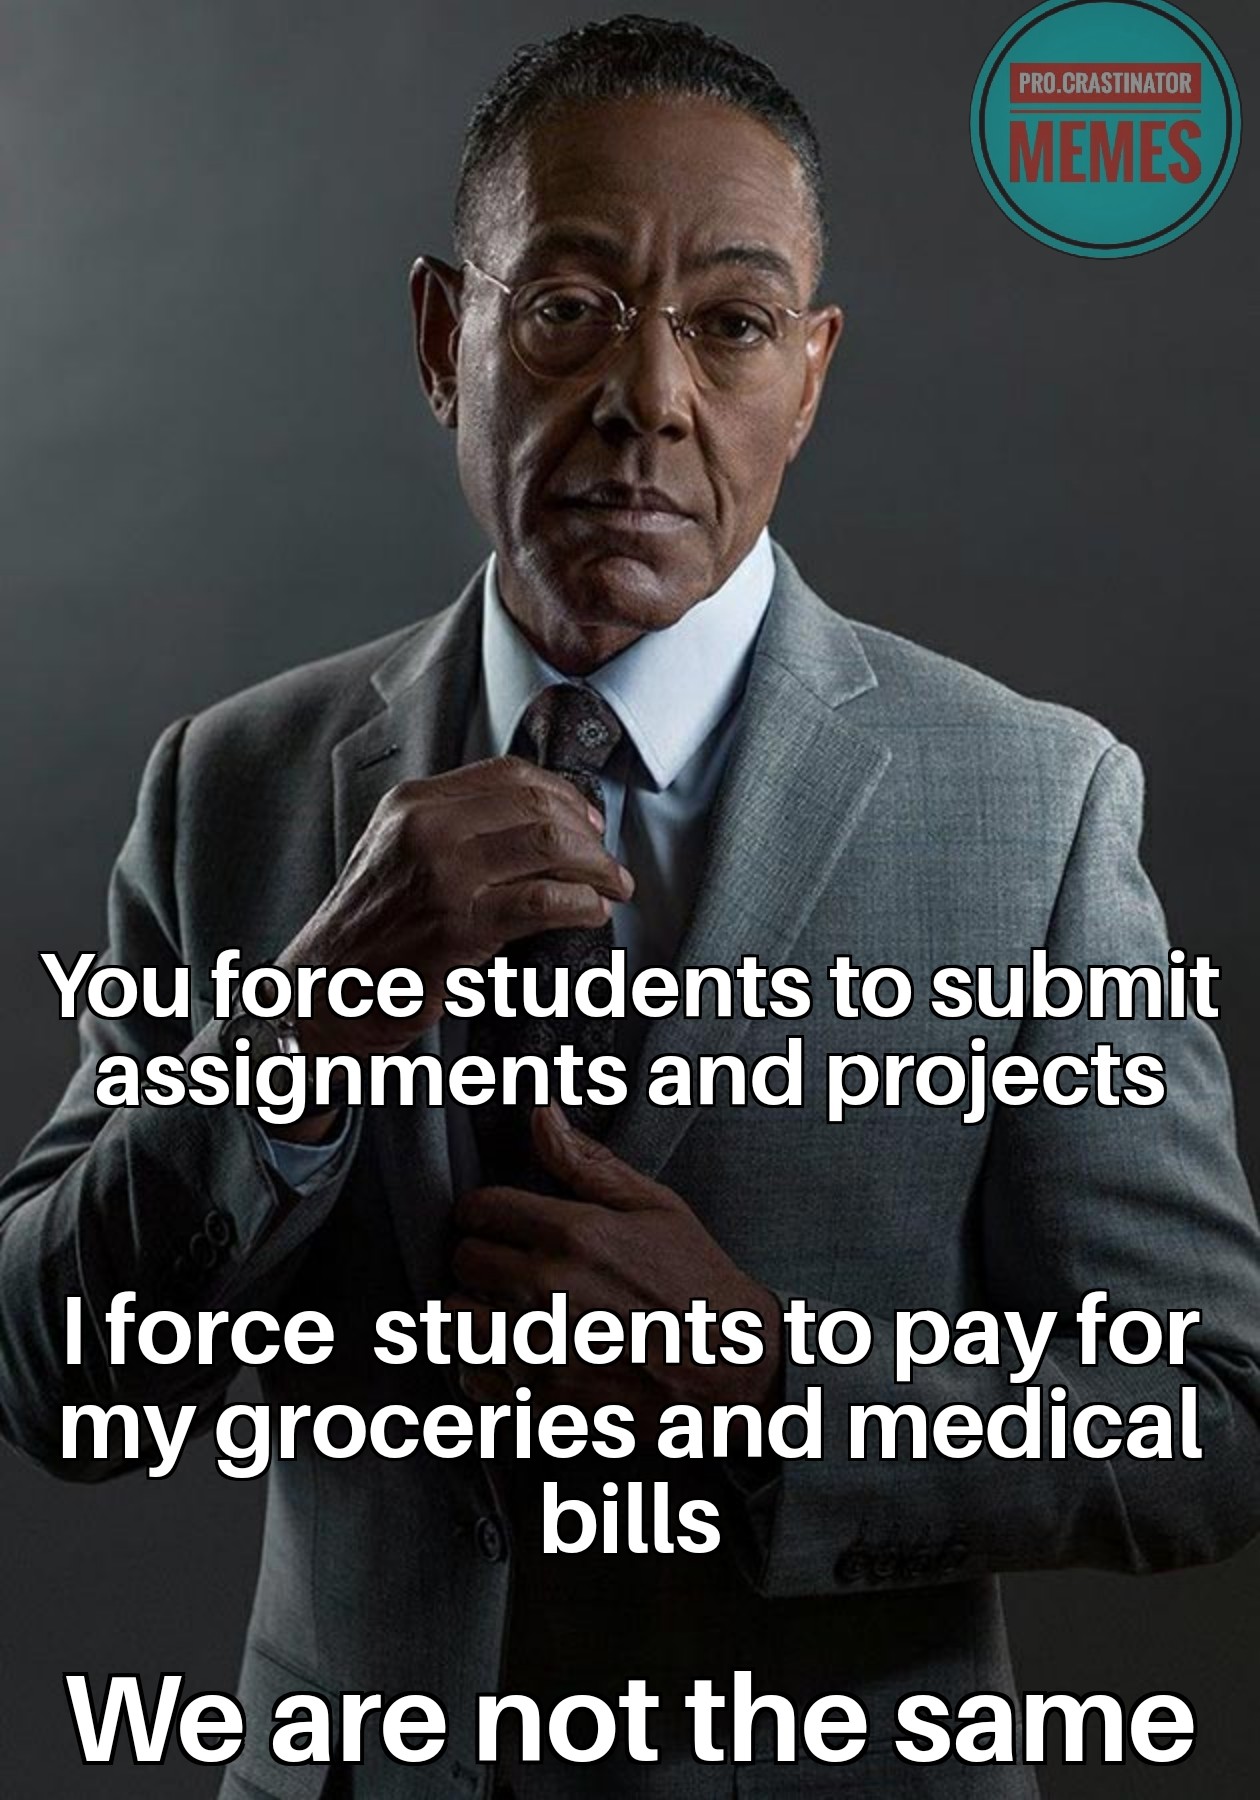 PRO.CRASTINATOR
MEMES
You force students to submit
assignments and projects
I force students to pay for
my groceries and medical
bills
We are not the same